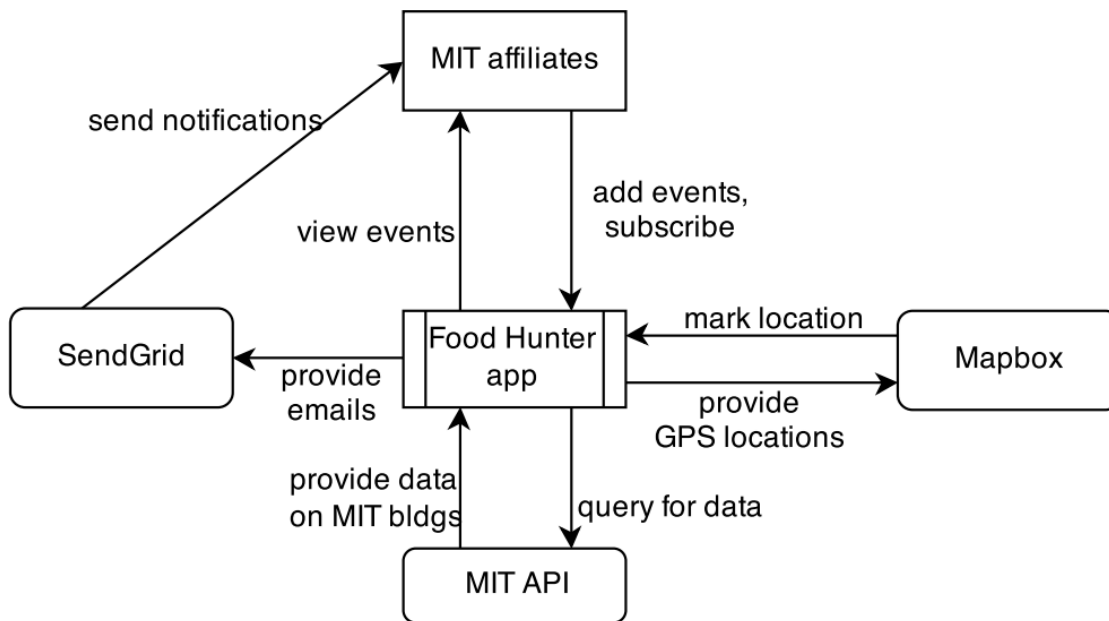 MIT affiliates
send notifications
add events,
subscribe
view events
SendGrid
provide
emails
Food Hunter
app
mark location
provide
GPS locations
Mapbox
provide data
on MIT bldgs
query for data
MIT API